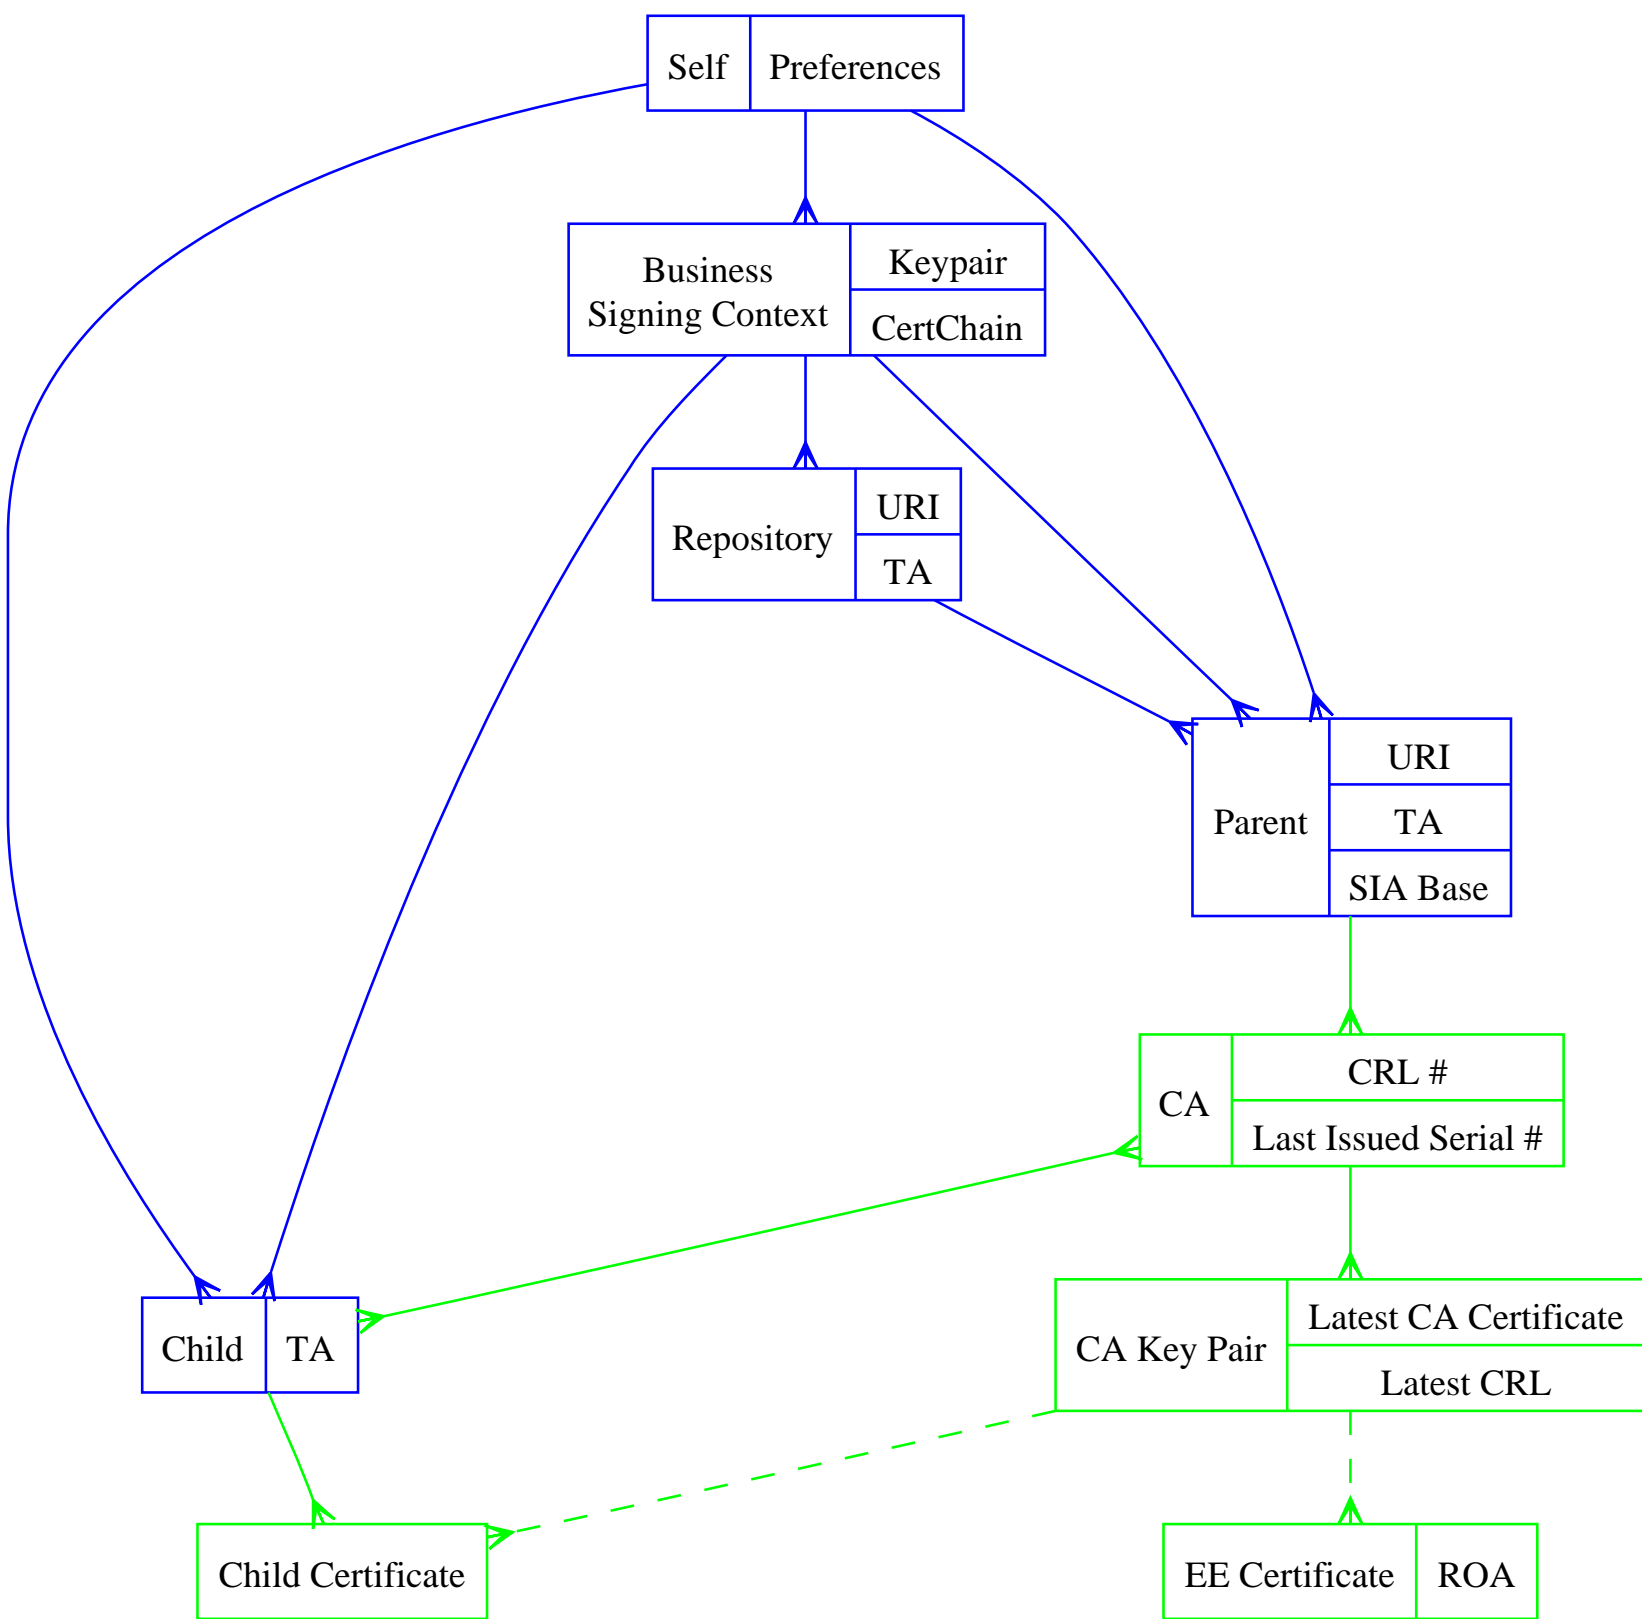 Self
Preferences
Business
Signing Context
Keypair
CertChain
Repository
URI
TA
Parent
URI
TA
SIA Base
CA
CRL #
Last Issued Serial #
Child
TA
CA Key Pair
Latest CA Certificate
Latest CRL
Child Certificate
EE Certificate
ROA